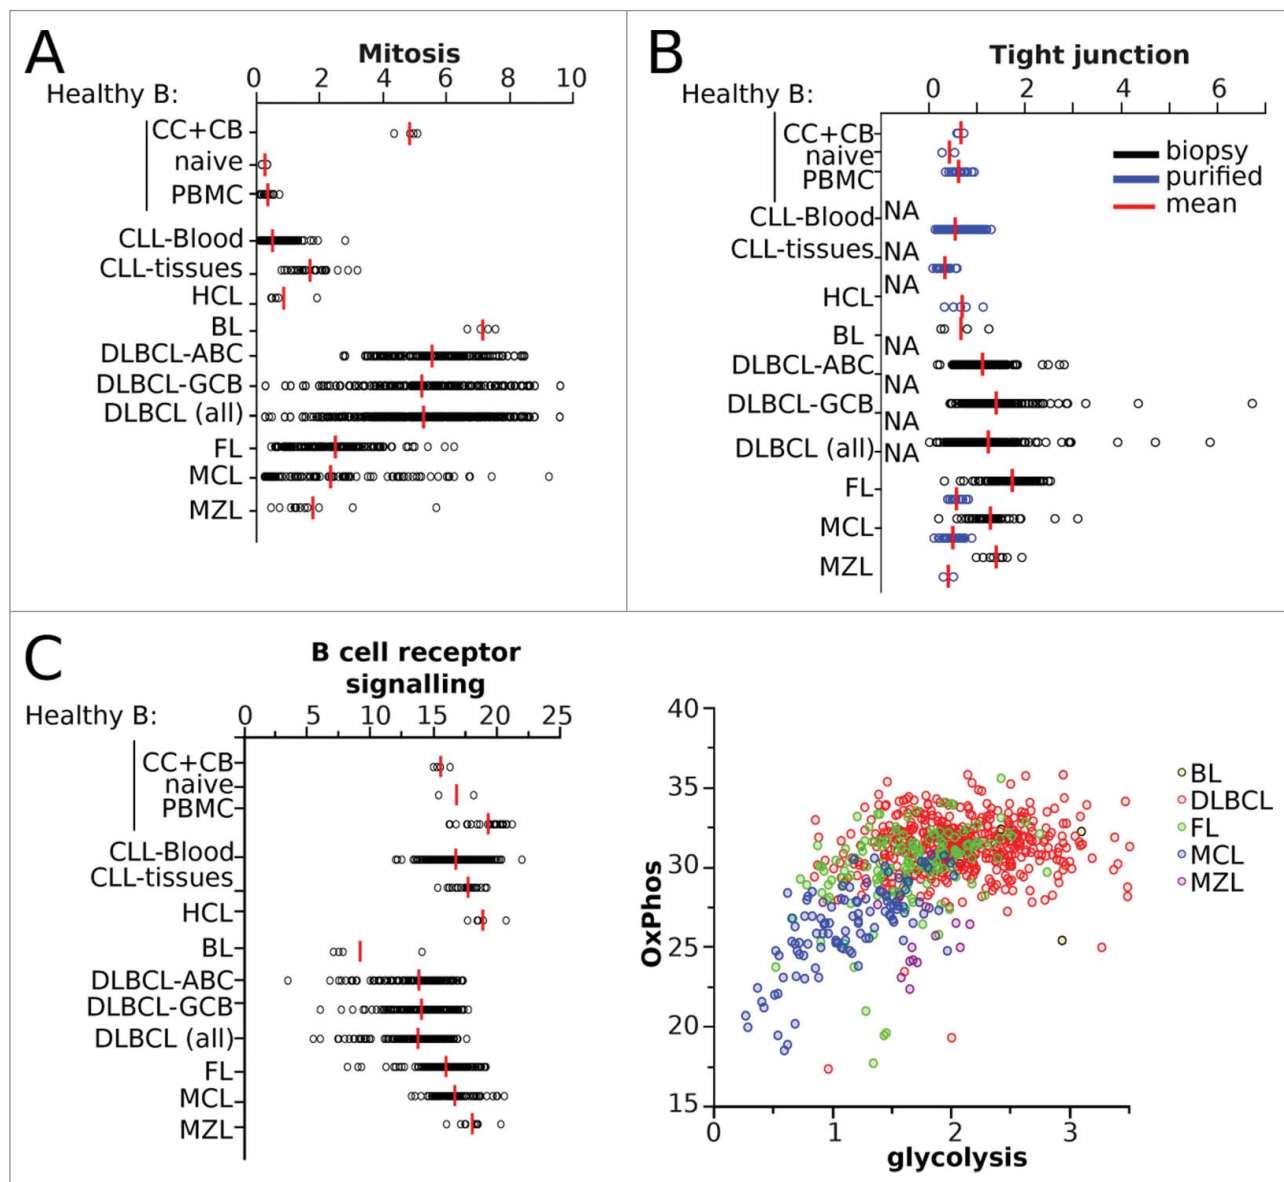 A
Mitosis
0 2 4 6 8 10
Healthy B:
CC+CB
naive
PBMC
CLL-Blood
CLL-tissues
HCL
BL
DLBCL-ABC
DLBCL-GCB
DLBCL (all)
FL
MCL
MZL
B
Tight junction
0 2 4 6
Healthy B:
CC+CB
naive
PBMC
biopsy
purified
mean
CLL-Blood NA
CLL-tissues NA
NA
HCL
BL NA
DLBCL-ABC
NA
DLBCL-GCB
NA
DLBCL (all) NA
FL
MCL
MZL
C
B cell receptor
signalling
Healthy B:
0 5 10 15 20 25
CC+CB
naive
PBMC
CLL-Blood
CLL-tissues
HCL
BL
DLBCL-ABC
DLBCL-GCB
DLBCL (all)
FL
MCL
MZL
40
35
30
25
20
15
OxPhos
0 1 2 3
glycolysis
BL
DLBCL
FL
MCL
MZL